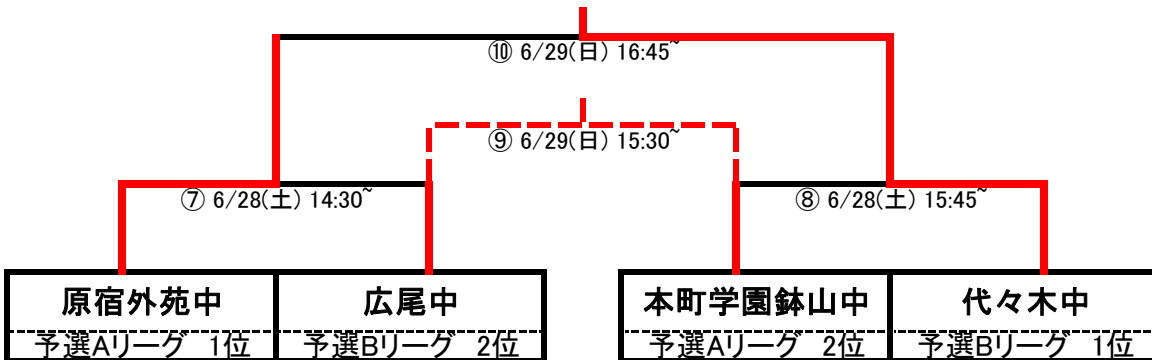 ⑩ 6/29(日) 16:45~
⑨ 6/29(日) 15:30~
⑦ 6/28(土) 14:30~
⑧ 6/28(土) 15:45~
原宿外苑中 広尾中 本町学園鉢山中 代々木中
予選Aリーグ 1位 予選Bリーグ 2位 予選Aリーグ 2位 予選Bリーグ 1位